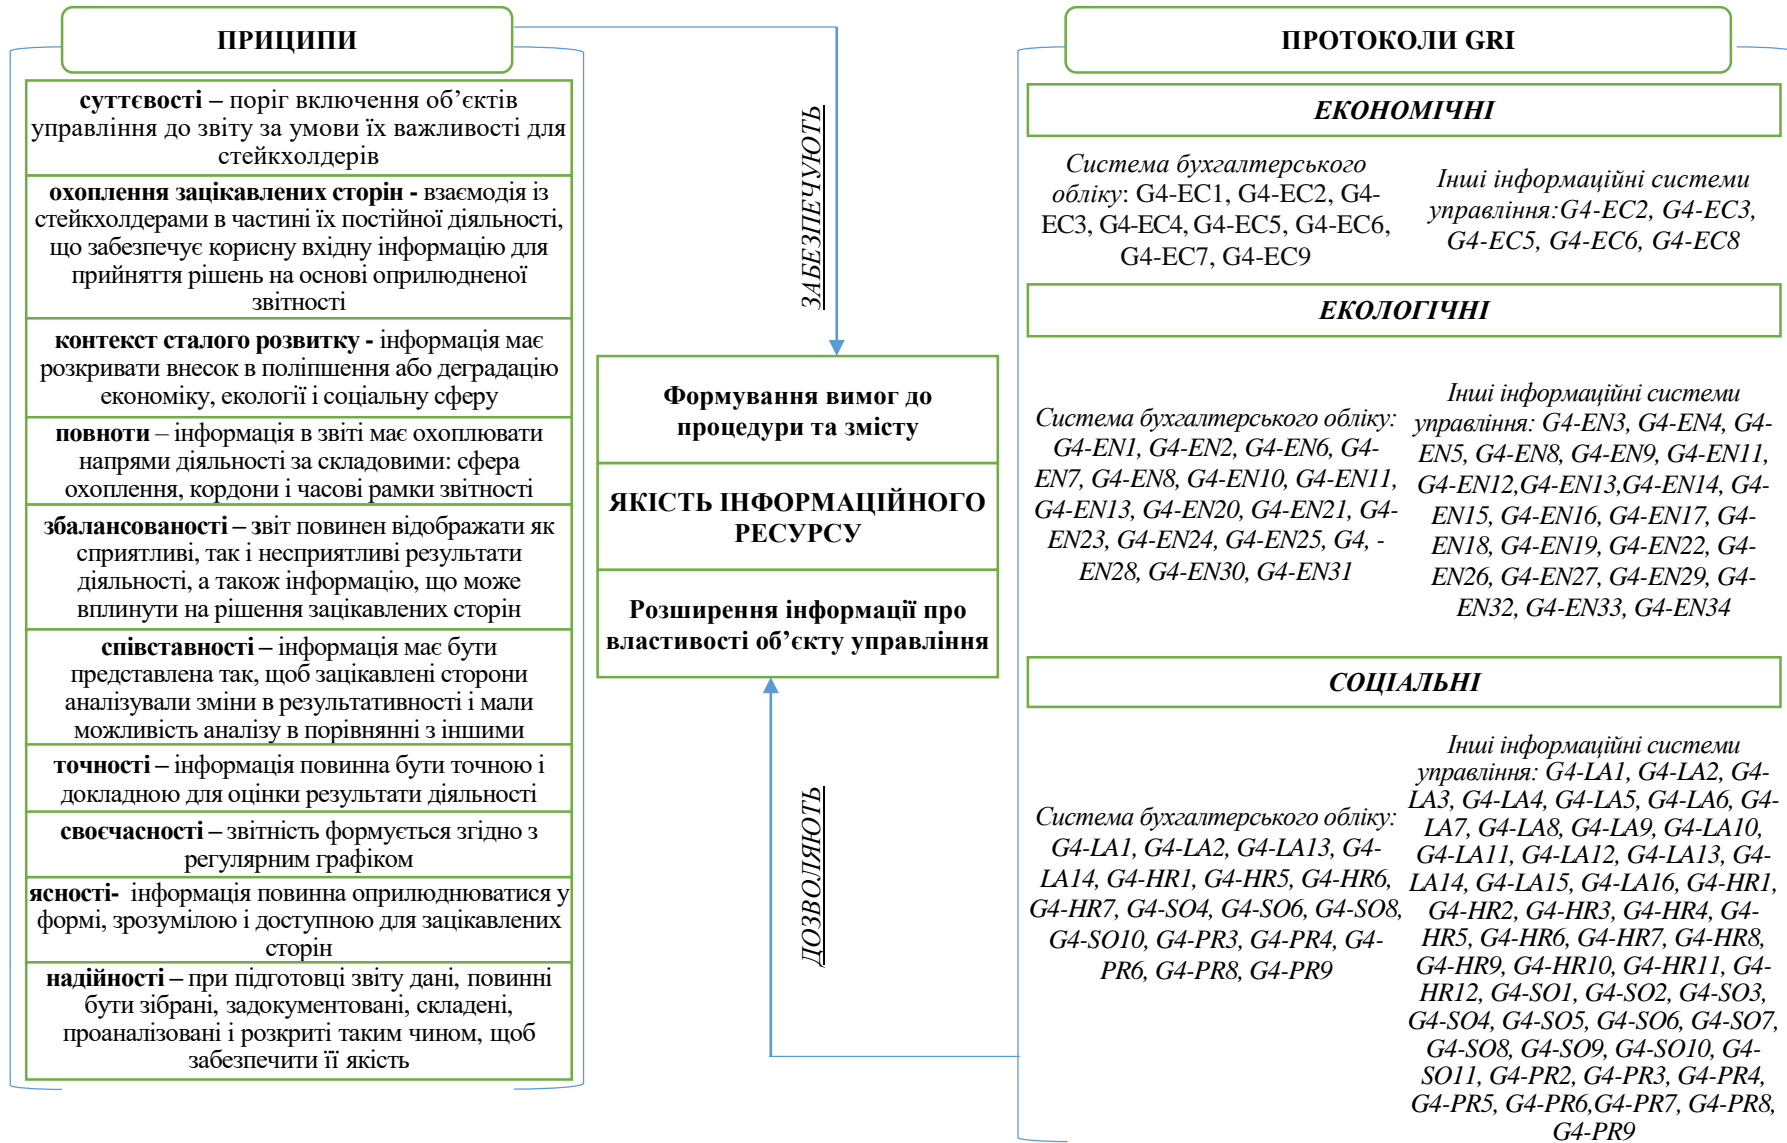 ПРИЦИПИ
суттєвості – поріг включення об’єктів
управління до звіту за умови їх важливості для
стейкхолдерів
охоплення зацікавлених сторін - взаємодія із
стейкхолдерами в частині їх постійної діяльності,
що забезпечує корисну вхідну інформацію для
прийняття рішень на основі оприлюдненої
звітності
контекст сталого розвитку - інформація має
розкривати внесок в поліпшення або деградацію
економіку, екології і соціальну сферу
повноти – інформація в звіті має охоплювати
напрями діяльності за складовими: сфера
охоплення, кордони і часові рамки звітності
збалансованості – звіт повинен відображати як
сприятливі, так і несприятливі результати
діяльності, а також інформацію, що може
вплинути на рішення зацікавлених сторін
співставності – інформація має бути
представлена так, щоб зацікавлені сторони
аналізували зміни в результативності і мали
можливість аналізу в порівнянні з іншими
точності – інформація повинна бути точною і
докладною для оцінки результати діяльності
своєчасності – звітність формується згідно з
регулярним графіком
ясності- інформація повинна оприлюднюватися у
формі, зрозумілою і доступною для зацікавлених
сторін
надійності – при підготовці звіту дані, повинні
бути зібрані, задокументовані, складені,
проаналізовані і розкриті таким чином, щоб
забезпечити її якість
ЗАБЕЗПЕЧУЮТЬ
Формування вимог до
процедури та змісту
ЯКІСТЬ ІНФОРМАЦІЙНОГО
РЕСУРСУ
Розширення інформації про
властивості об’єкту управління
ДОЗВОЛЯЮТЬ
ПРОТОКОЛИ GRI
ЕКОНОМІЧНІ
Система бухгалтерського
обліку: G4-EC1, G4-EC2, G4-
EC3, G4-EC4, G4-EC5, G4-EC6,
G4-EC7, G4-EC9
Інші інформаційні системи
управління:G4-EC2, G4-EC3,
G4-EC5, G4-EC6, G4-EC8
ЕКОЛОГІЧНІ
Система бухгалтерського обліку:
G4-EN1, G4-EN2, G4-EN6, G4-
EN7, G4-EN8, G4-EN10, G4-EN11,
G4-EN13, G4-EN20, G4-EN21, G4-
EN23, G4-EN24, G4-EN25, G4, -
EN28, G4-EN30, G4-EN31
Інші інформаційні системи
управління: G4-EN3, G4-EN4, G4-
EN5, G4-EN8, G4-EN9, G4-EN11,
G4-EN12,G4-EN13,G4-EN14, G4-
EN15, G4-EN16, G4-EN17, G4-
EN18, G4-EN19, G4-EN22, G4-
EN26, G4-EN27, G4-EN29, G4-
EN32, G4-EN33, G4-EN34
СОЦІАЛЬНІ
Система бухгалтерського обліку:
G4-LA1, G4-LA2, G4-LA13, G4-
LA14, G4-HR1, G4-HR5, G4-HR6,
G4-HR7, G4-SO4, G4-SO6, G4-SO8,
G4-SO10, G4-PR3, G4-PR4, G4-
PR6, G4-PR8, G4-PR9
Інші інформаційні системи
управління: G4-LA1, G4-LA2, G4-
LA3, G4-LA4, G4-LA5, G4-LA6, G4-
LA7, G4-LA8, G4-LA9, G4-LA10,
G4-LA11, G4-LA12, G4-LA13, G4-
LA14, G4-LA15, G4-LA16, G4-HR1,
G4-HR2, G4-HR3, G4-HR4, G4-
HR5, G4-HR6, G4-HR7, G4-HR8,
G4-HR9, G4-HR10, G4-HR11, G4-
HR12, G4-SO1, G4-SO2, G4-SO3,
G4-SO4, G4-SO5, G4-SO6, G4-SO7,
G4-SO8, G4-SO9, G4-SO10, G4-
SO11, G4-PR2, G4-PR3, G4-PR4,
G4-PR5, G4-PR6,G4-PR7, G4-PR8,
G4-PR9